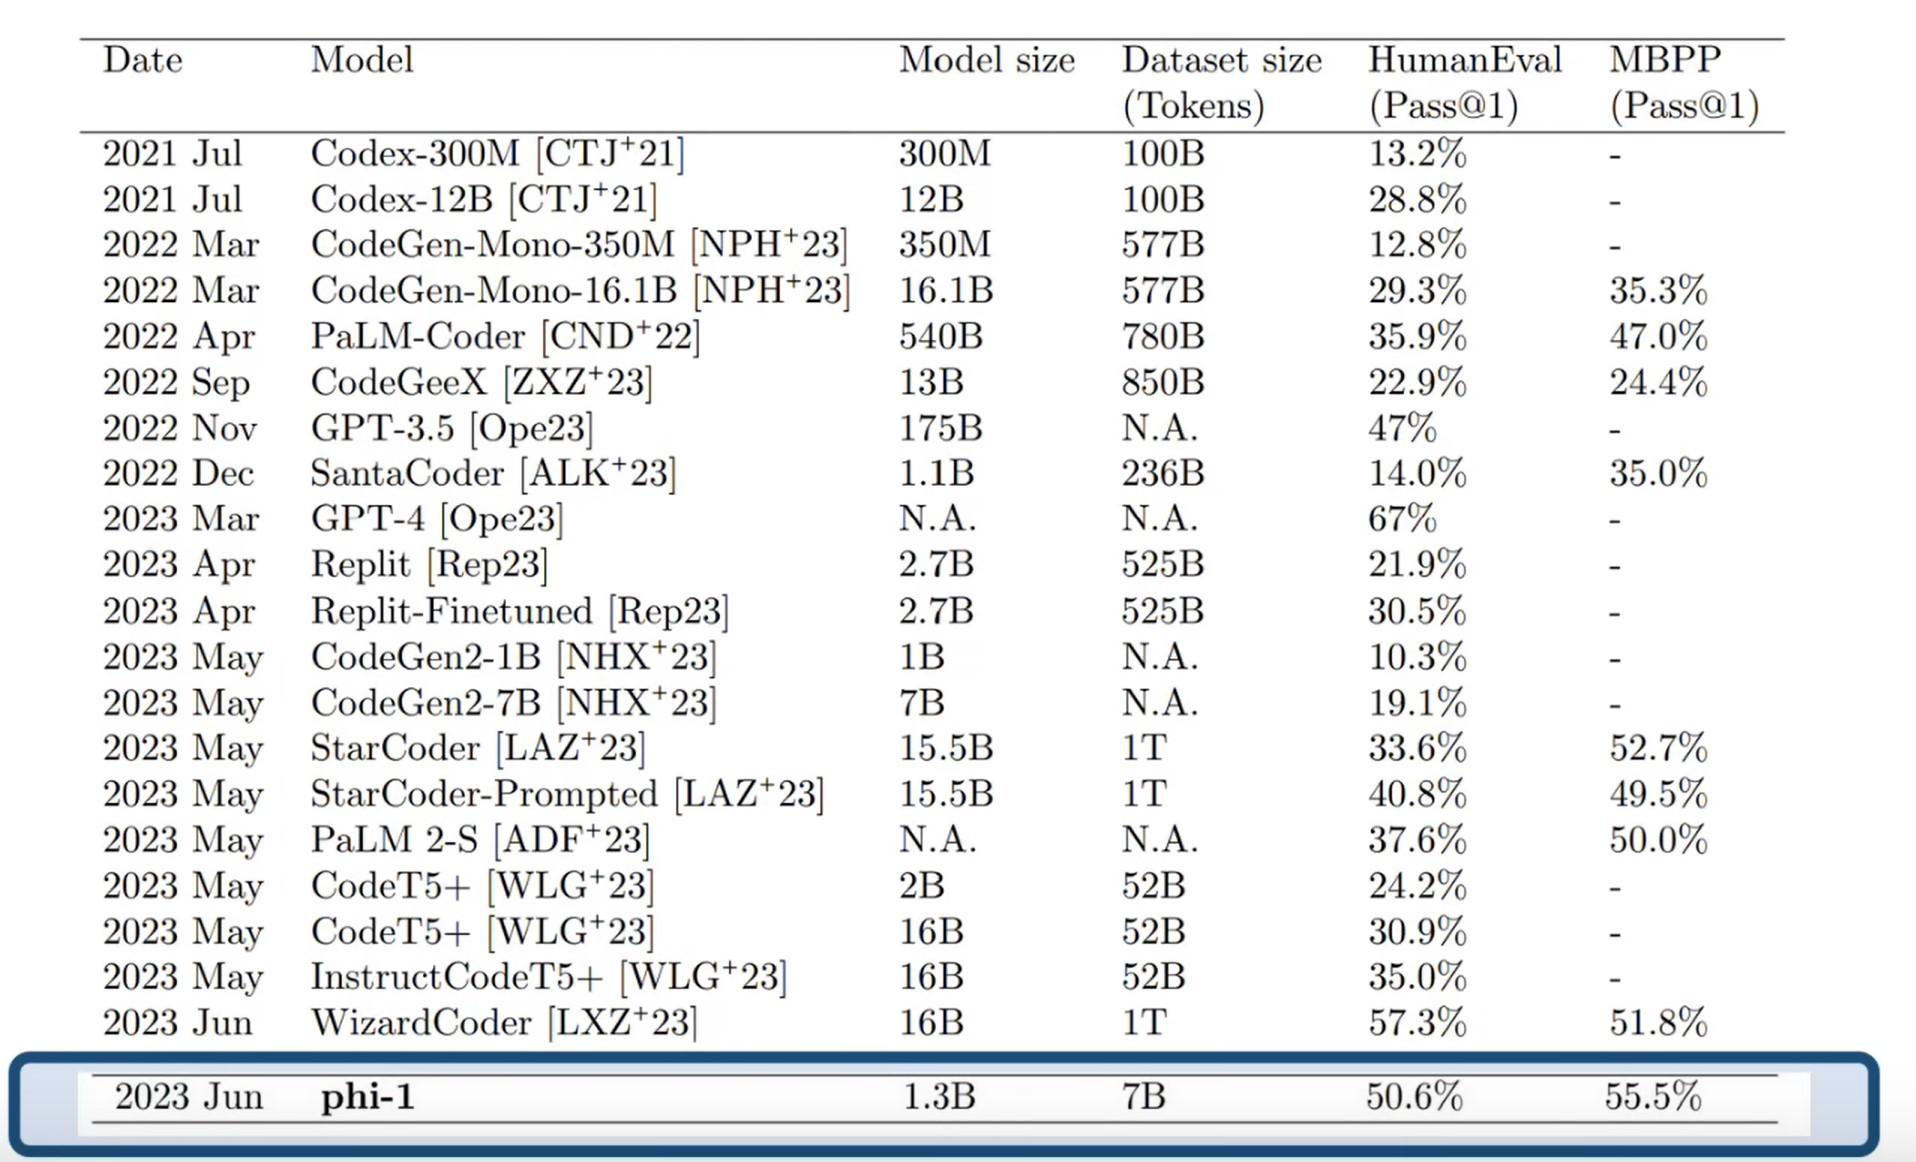 Date Model Model size Dataset size HumanEval MBPP
(Tokens) (Pass@1) (Pass@1)
2021 Jul Codex-300M [CTJ+21] 300M 100B 13.2% -
2021 Jul Codex-12B [CTJ+21] 12B 100B 28.8% -
2022 Mar CodeGen-Mono-350M [NPH+23] 350M 577B 12.8% -
2022 Mar CodeGen-Mono-16.1B [NPH+23] 16.1B 577B 29.3% 35.3%
2022 Apr PaLM-Coder [CND+22] 540B 780B 35.9% 47.0%
2022 Sep CodeGeeX [ZXZ+23] 13B 850B 22.9% 24.4%
2022 Nov GPT-3.5 [Ope23] 175B N.A. 47% -
2022 Dec SantaCoder [ALK+23] 1.1B 236B 14.0% 35.0%
2023 Mar GPT-4 [Ope23] N.A. N.A. 67% -
2023 Apr Replit [Rep23] 2.7B 525B 21.9% -
2023 Apr Replit-Finetuned [Rep23] 2.7B 525B 30.5% -
2023 May CodeGen2-1B [NHX+23] 1B N.A. 10.3% -
2023 May CodeGen2-7B [NHX+23] 7B N.A. 19.1% -
2023 May StarCoder [LAZ+23] 15.5B 1T 33.6% 52.7%
2023 May StarCoder-Prompted [LAZ+23] 15.5B 1T 40.8% 49.5%
2023 May PaLM 2-S [ADF+23] N.A. N.A. 37.6% 50.0%
2023 May CodeT5+ [WLG+23] 2B 52B 24.2% -
2023 May CodeT5+ [WLG+23] 16B 52B 30.9% -
2023 May InstructCodeT5+ [WLG+23] 16B 52B 35.0% -
2023 Jun WizardCoder [LXZ+23] 16B 1T 57.3% 51.8%
2023 Jun phi-1 1.3B 7B 50.6% 55.5%